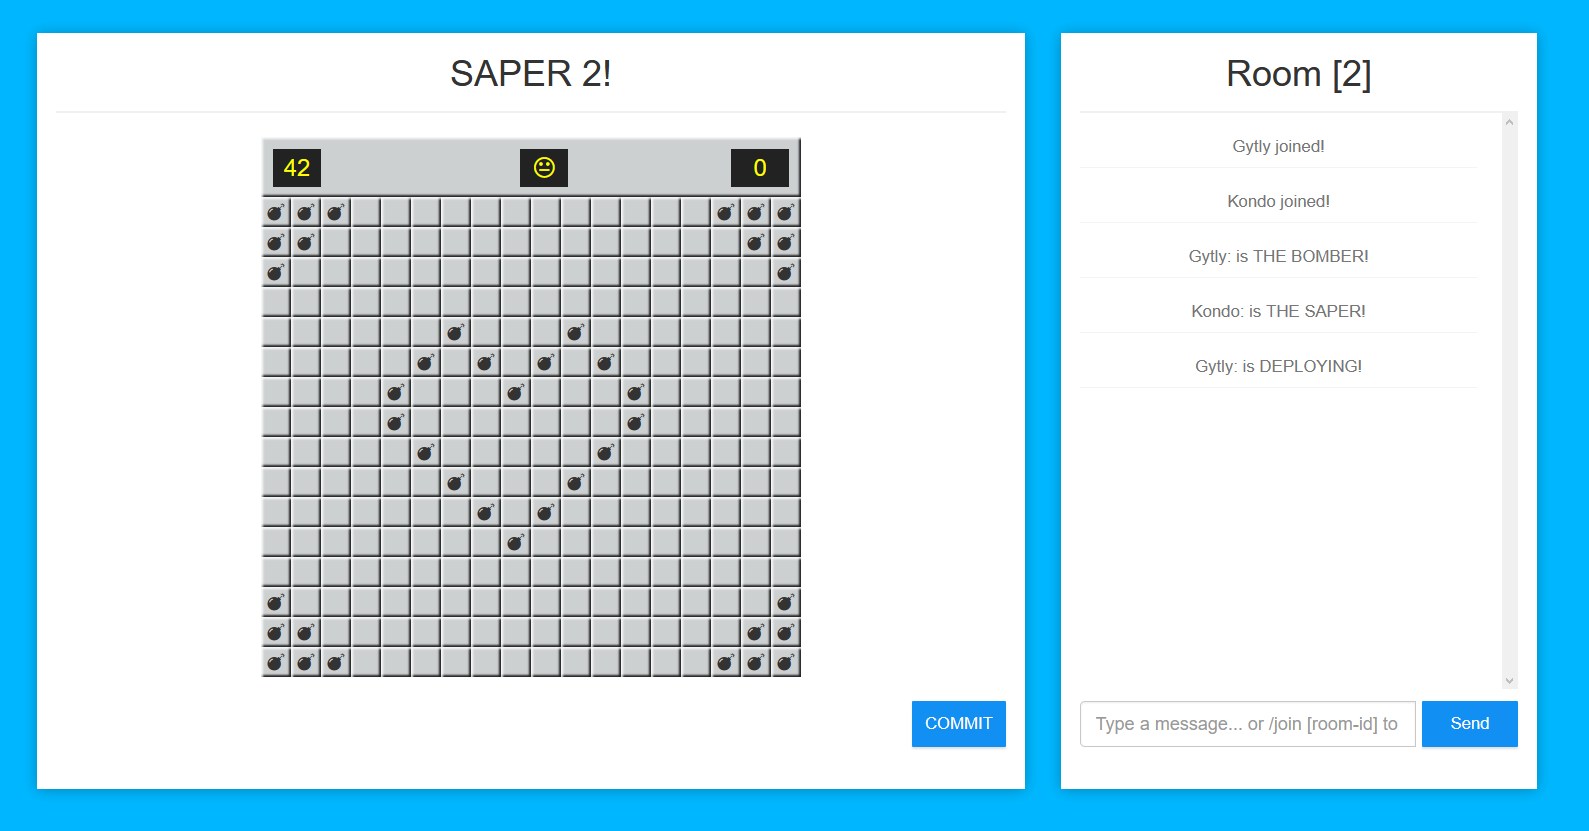 SAPER 2!
42
0
COMMIT
Room [2]
Gytly joined!
Kondo joined!
Gytly: is THE BOMBER!
Kondo: is THE SAPER!
Gytly: is DEPLOYING!
Type a message... or /join [room-id] to
Send